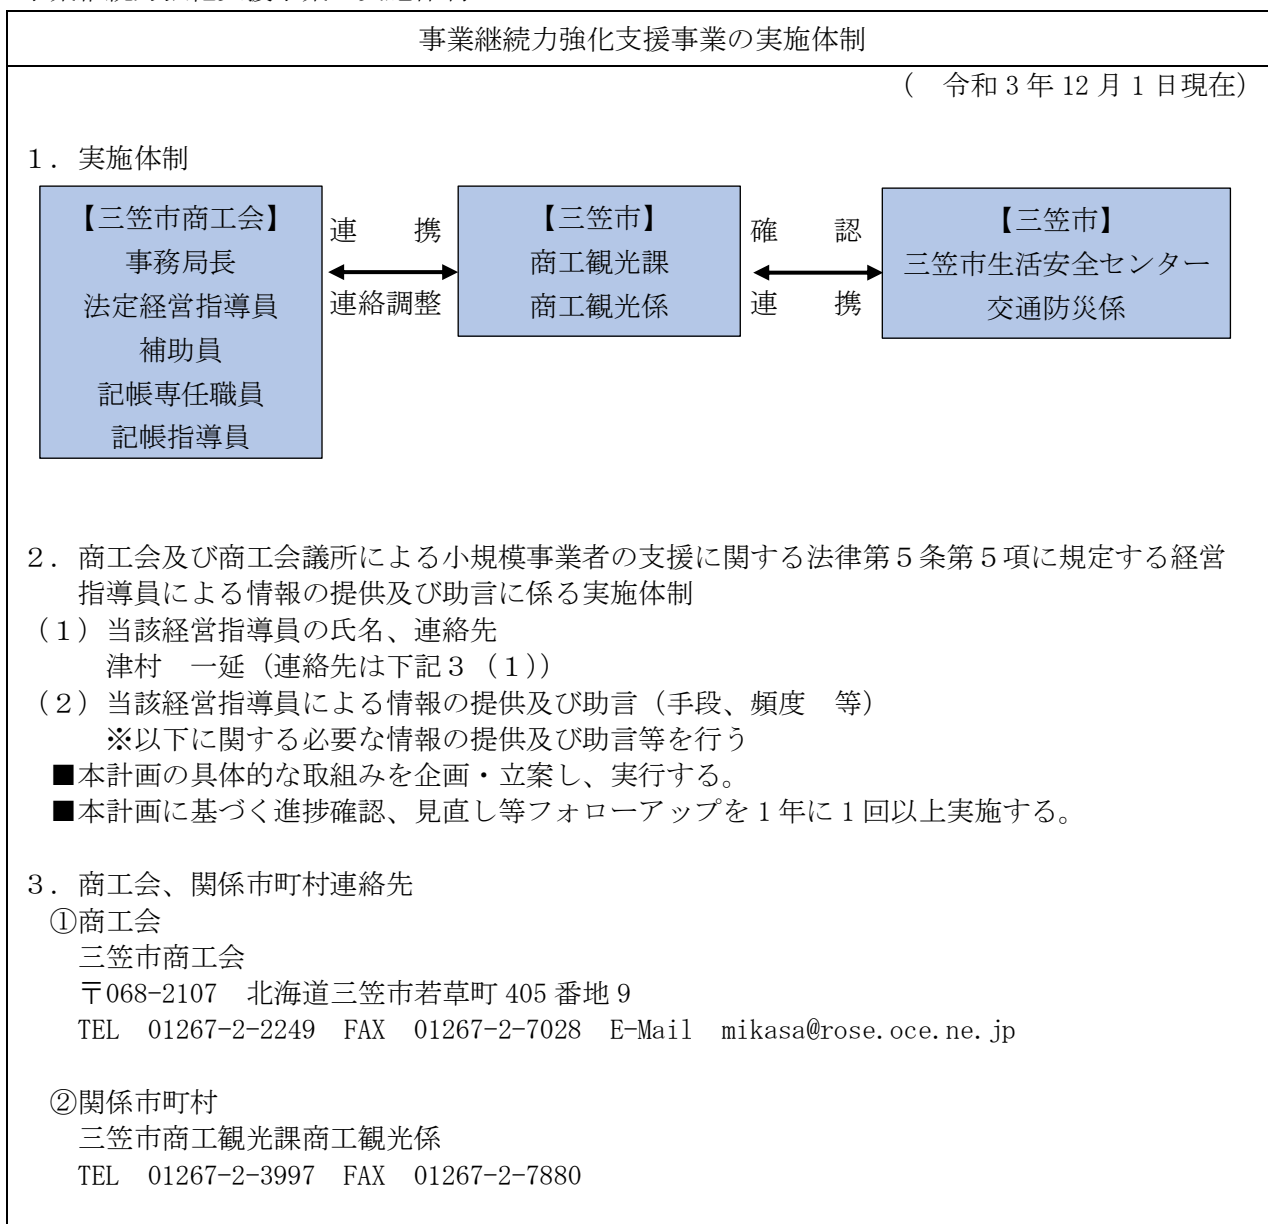 事業継続力強化支援事業の実施体制
（　令和３年 12 月１日現在）
１．実施体制
【三笠市商工会】
事務局長
法定経営指導員
補助員
記帳専任職員
記帳指導員
連　携
連絡調整
【三笠市】
商工観光課
商工観光係
確　認
連　携
【三笠市】
三笠市生活安全センター
交通防災係
２．商工会及び商工会議所による小規模事業者の支援に関する法律第５条第５項に規定する経営
指導員による情報の提供及び助言に係る実施体制
（１）当該経営指導員の氏名、連絡先
津村　一延（連絡先は下記３（１））
（２）当該経営指導員による情報の提供及び助言（手段、頻度　等）
※以下に関する必要な情報の提供及び助言等を行う
■本計画の具体的な取組みを企画・立案し、実行する。
■本計画に基づく進捗確認、見直し等フォローアップを１年に１回以上実施する。
３．商工会、関係市町村連絡先
①商工会
三笠市商工会
〒068-2107　北海道三笠市若草町 405 番地 9
TEL　01267-2-2249　FAX　01267-2-7028　E-Mail　mikasa@rose.oce.ne.jp
②関係市町村
三笠市商工観光課商工観光係
TEL　01267-2-3997　FAX　01267-2-7880